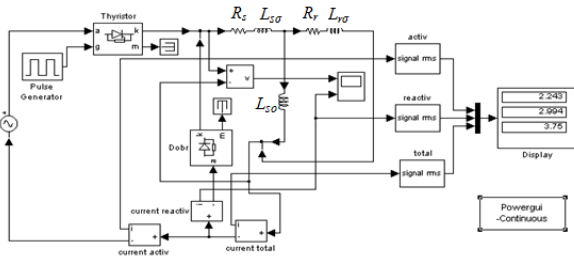 Thyristor
a k
g m
Pulse
Generator
Rs Lsσ Rr Lrσ
+
-
v
Lso
k m
a
Dobr
activ
signal rms
reactiv
signal rms
total
signal rms
2.243
2.994
3.75
Display
Powergui
-Continuous
i
+
-
current reactiv
i
+
-
current activ
i
+
-
current total